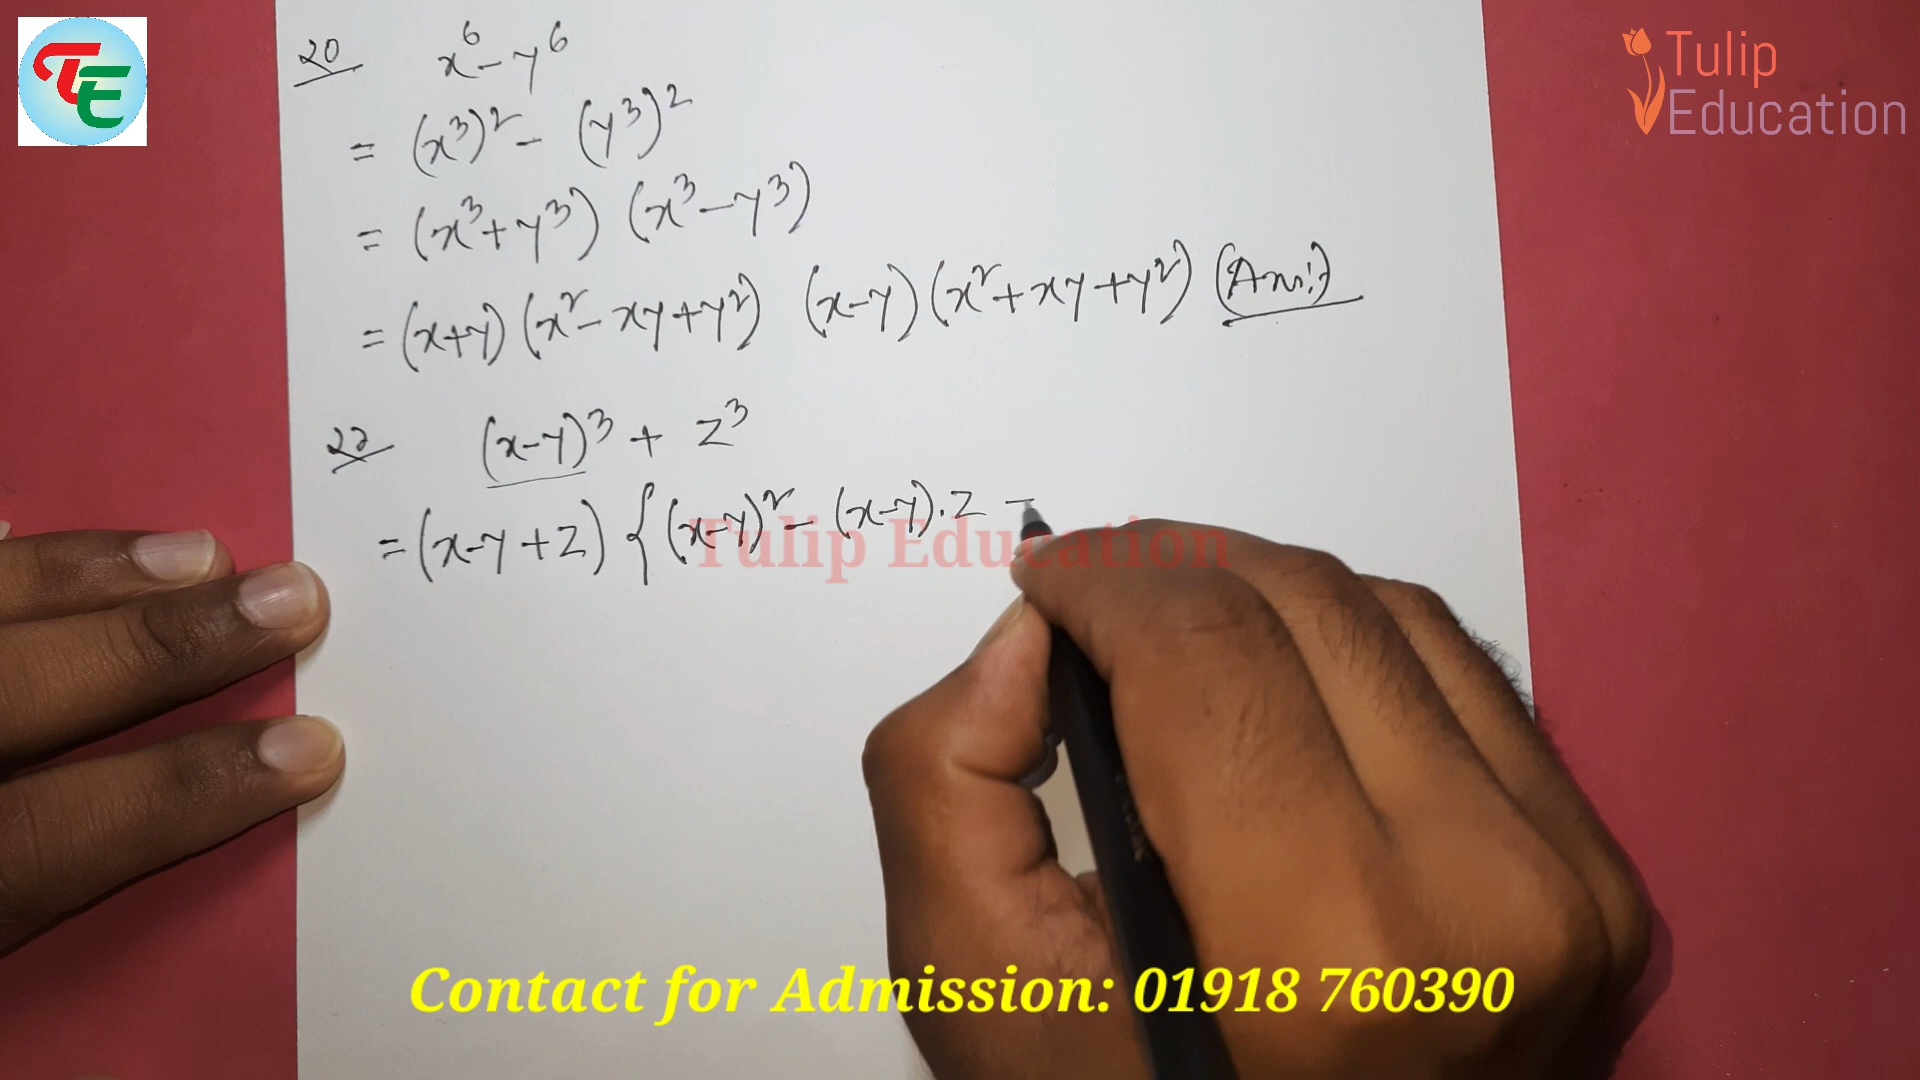 TE
Tulip
Education
20 x⁶ - y⁶
= (x³)² - (y³)²
= (x³+y³) (x³-y³)
= (x+y) (x²-xy+y²) (x-y) (x²+xy+y²) (Ans:)
22 (x-y)³ + z³
= (x-y+z) { (x-y)² - (x-y).z -
Tulip Education
Contact for Admission: 01918 760390